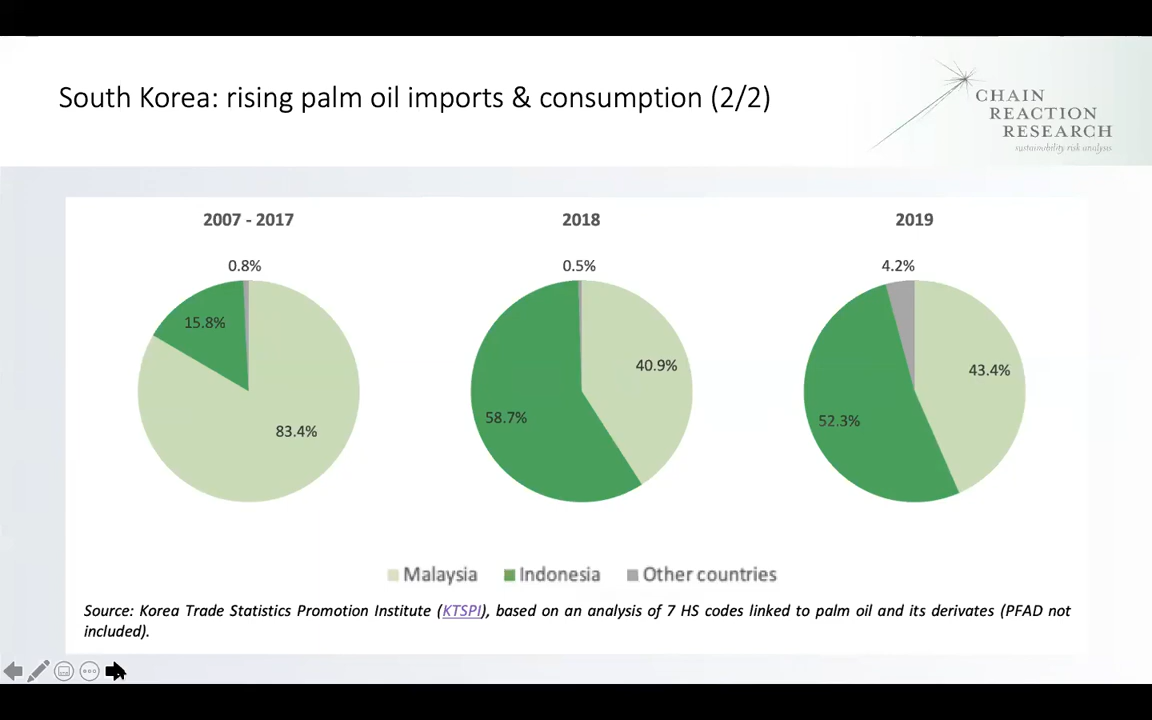 South Korea: rising palm oil imports & consumption (2/2)
CHAIN
REACTION
RESEARCH
sustainability risk analysis
2007 - 2017
2018
2019
0.8%
0.5%
4.2%
15.8%
83.4%
40.9%
58.7%
43.4%
52.3%
Malaysia
Indonesia
Other countries
Source: Korea Trade Statistics Promotion Institute (KTSPI), based on an analysis of 7 HS codes linked to palm oil and its derivates (PFAD not
included).